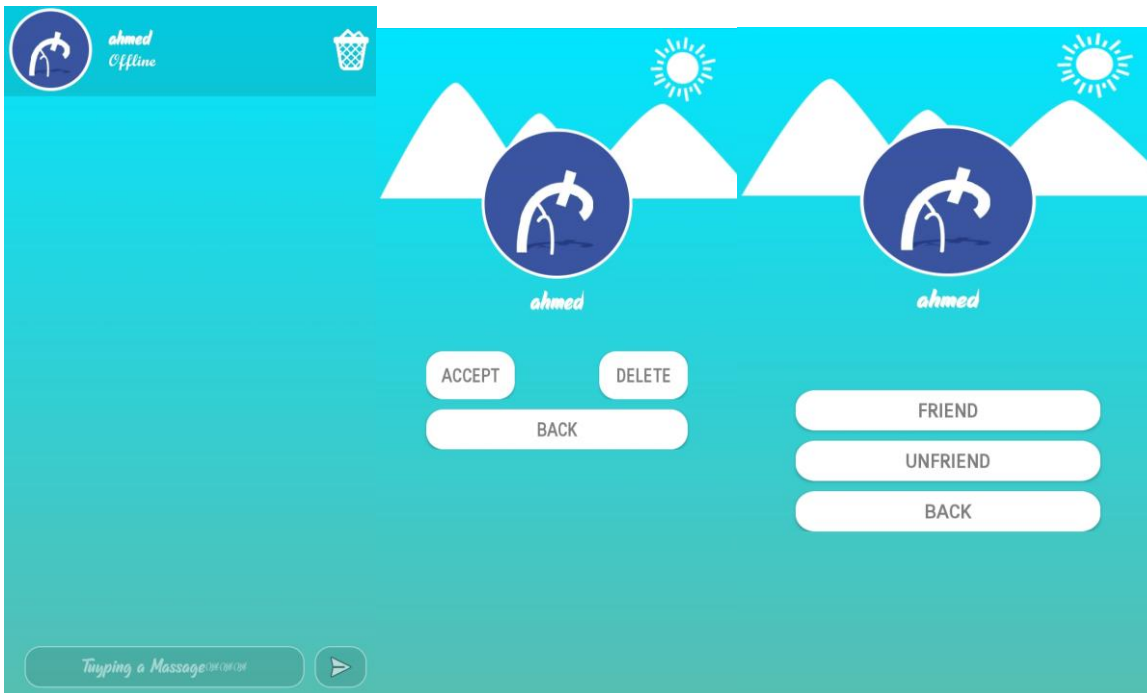 ahmed
Offline
Tuyping a Massage
ahmed
ACCEPT
DELETE
BACK
ahmed
FRIEND
UNFRIEND
BACK